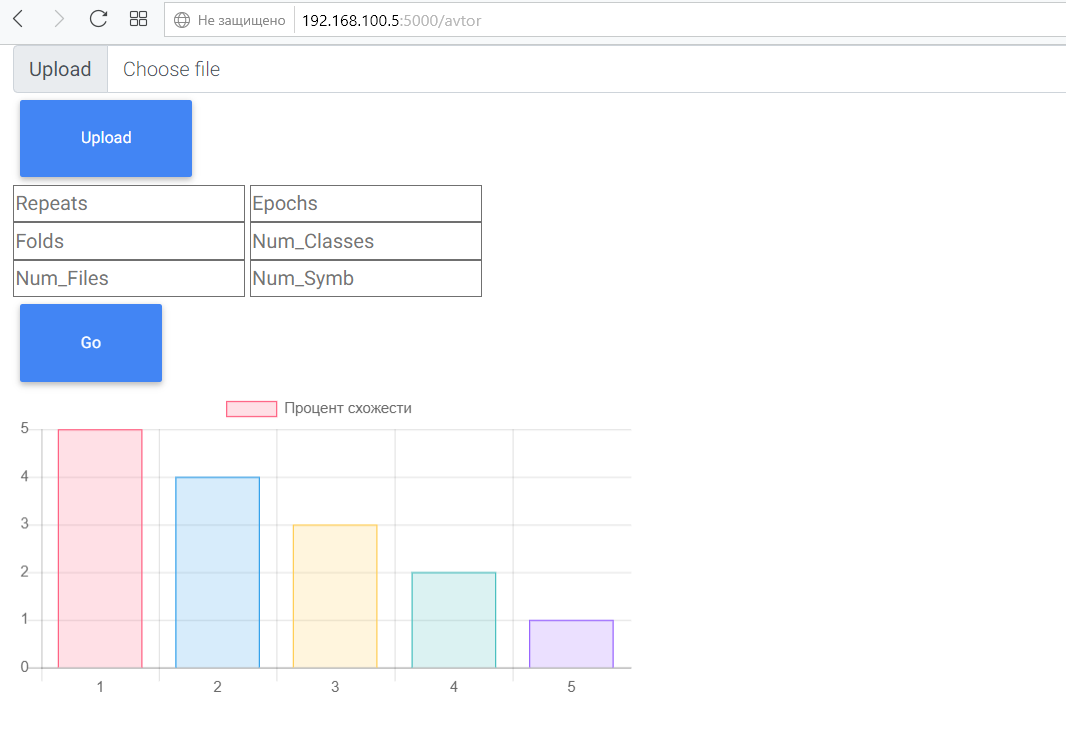 Не защищено 192.168.100.5:5000/avtor
Upload Choose file
Upload
Repeats Epochs
Folds Num_Classes
Num_Files Num_Symb
Go
Процент схожести
5
4
3
2
1
0
1 2 3 4 5